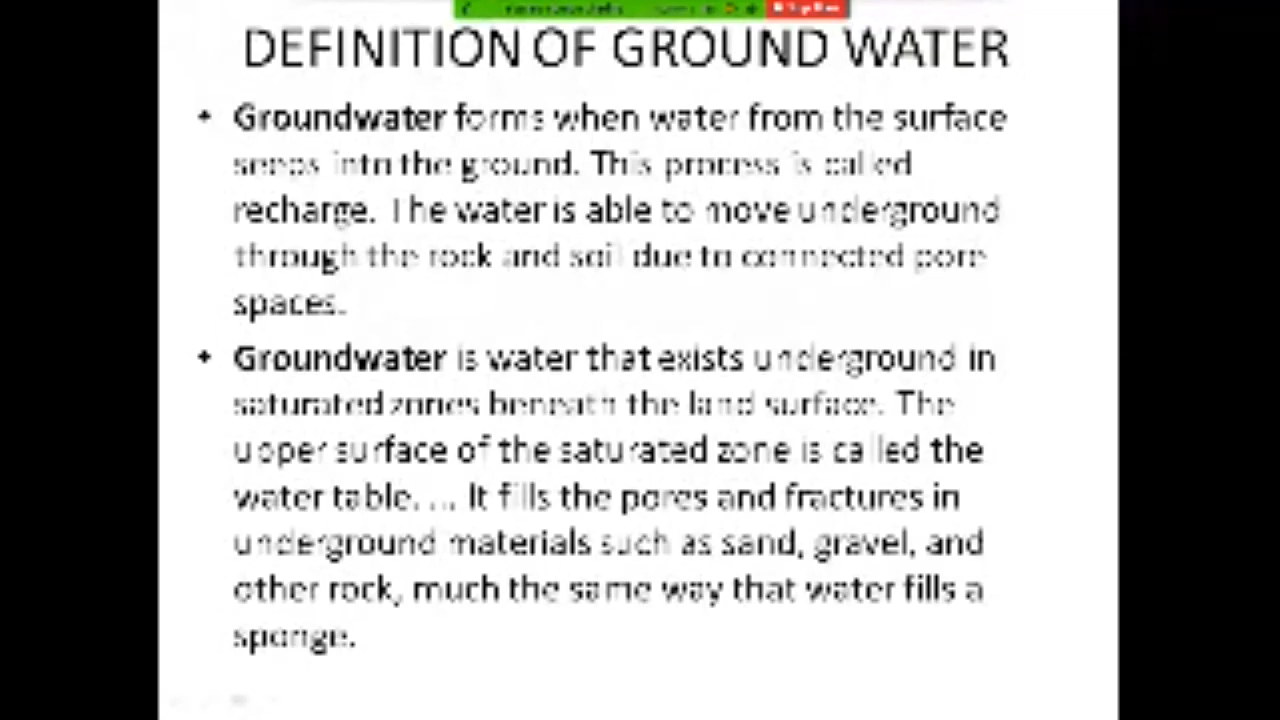 DEFINITION OF GROUND WATER
• Groundwater forms when water from the surface
seeps into the ground. This process is called
recharge. The water is able to move underground
through the rock and soil due to connected pore
spaces.
• Groundwater is water that exists underground in
saturated zones beneath the land surface. The
upper surface of the saturated zone is called the
water table. ... It fills the pores and fractures in
underground materials such as sand, gravel, and
other rock, much the same way that water fills a
sponge.